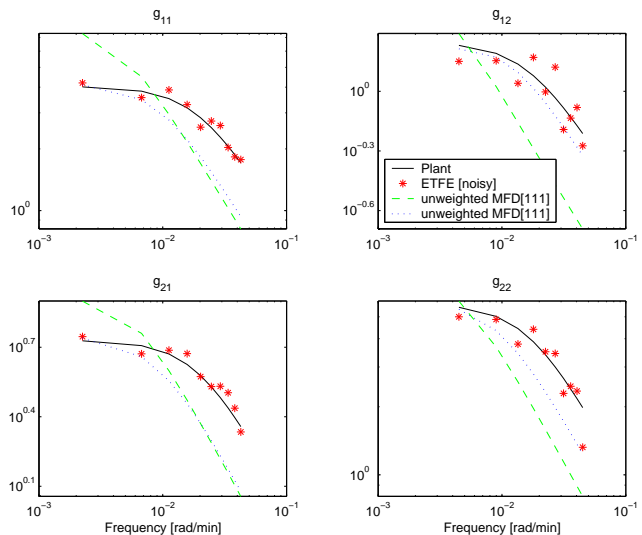 g11
10^0
10^-3
10^-2
10^-1
g12
10^0
10^-0.3
10^-0.6
Plant
ETFE [noisy]
unweighted MFD[111]
unweighted MFD[111]
10^-3
10^-2
10^-1
g21
10^0.7
10^0.4
10^0.1
10^-3
10^-2
10^-1
Frequency [rad/min]
g22
10^0
10^-3
10^-2
10^-1
Frequency [rad/min]